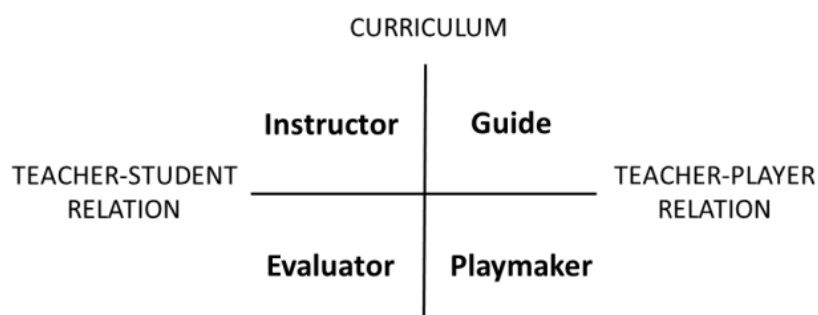 CURRICULUM
Instructor
Guide
TEACHER-STUDENT
RELATION
TEACHER-PLAYER
RELATION
Evaluator
Playmaker